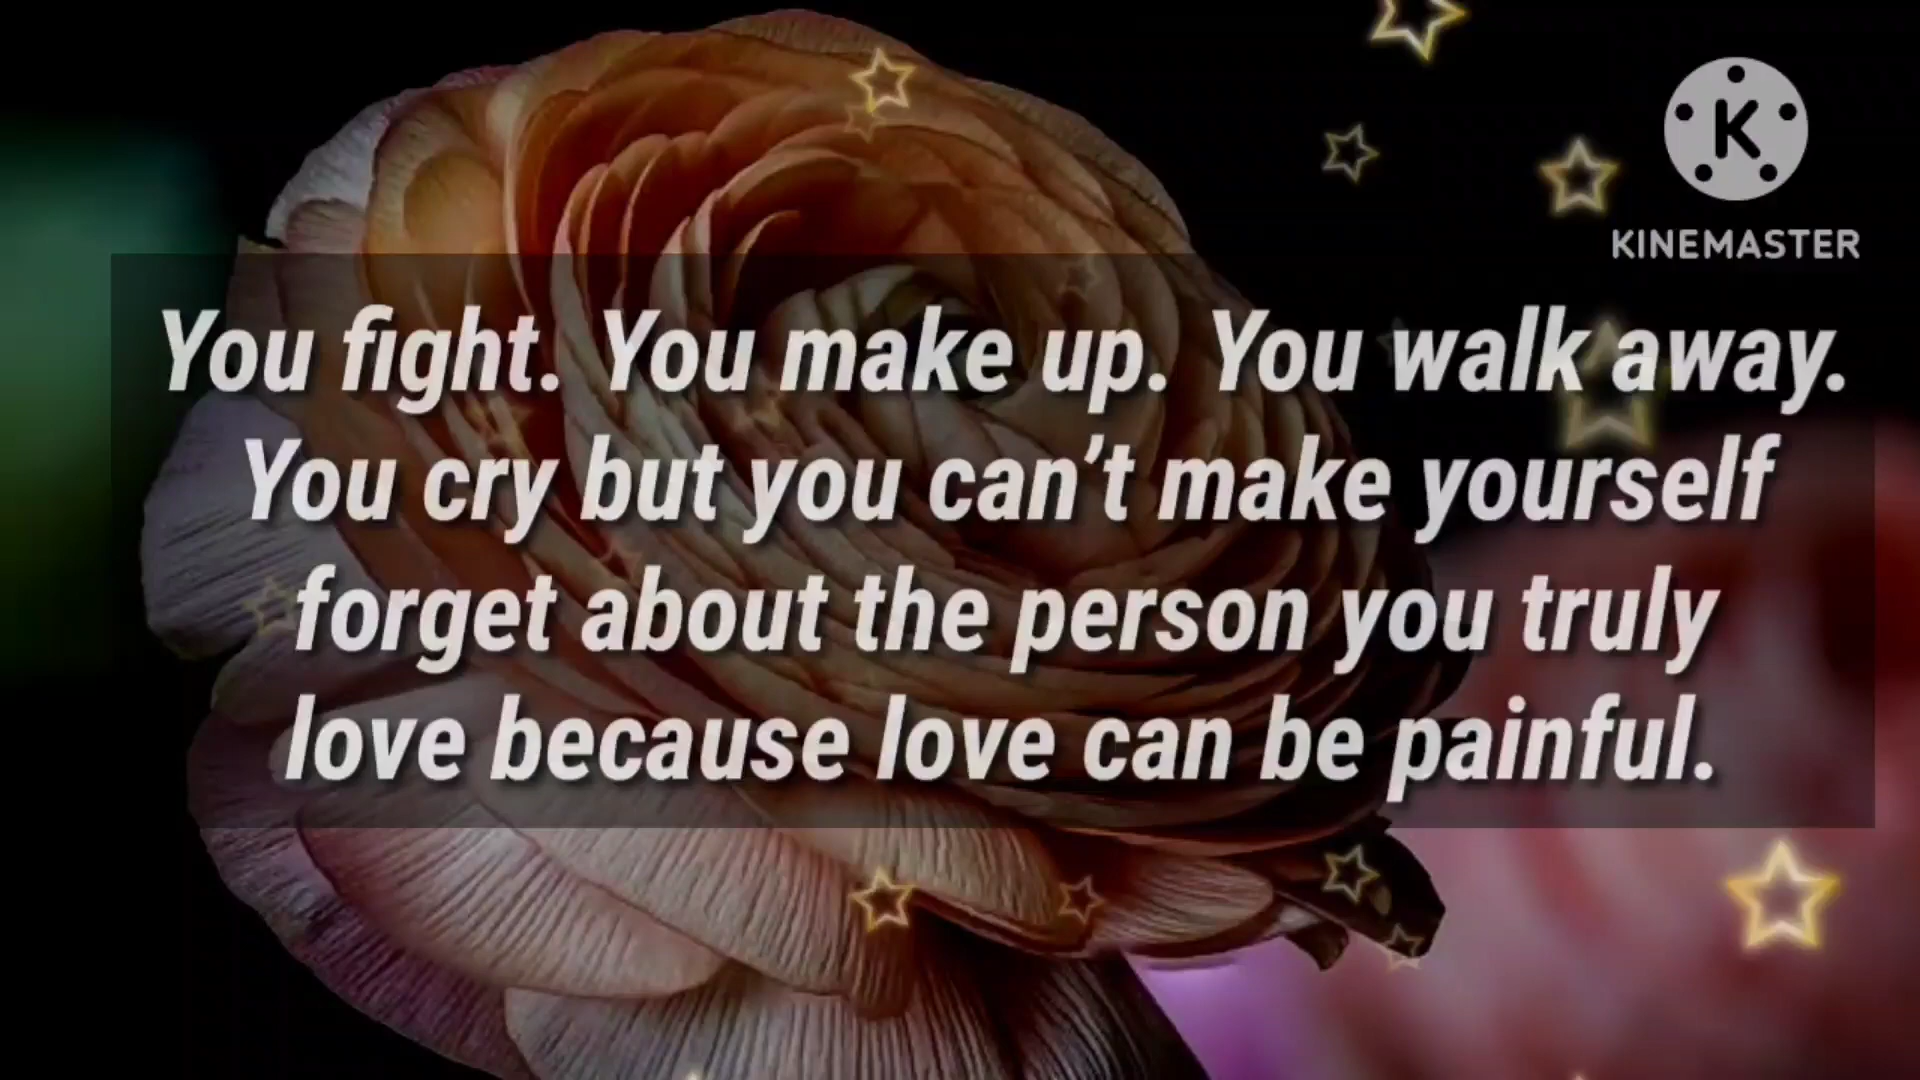 K
KINEMASTER
You fight. You make up. You walk away.
You cry but you can’t make yourself
forget about the person you truly
love because love can be painful.